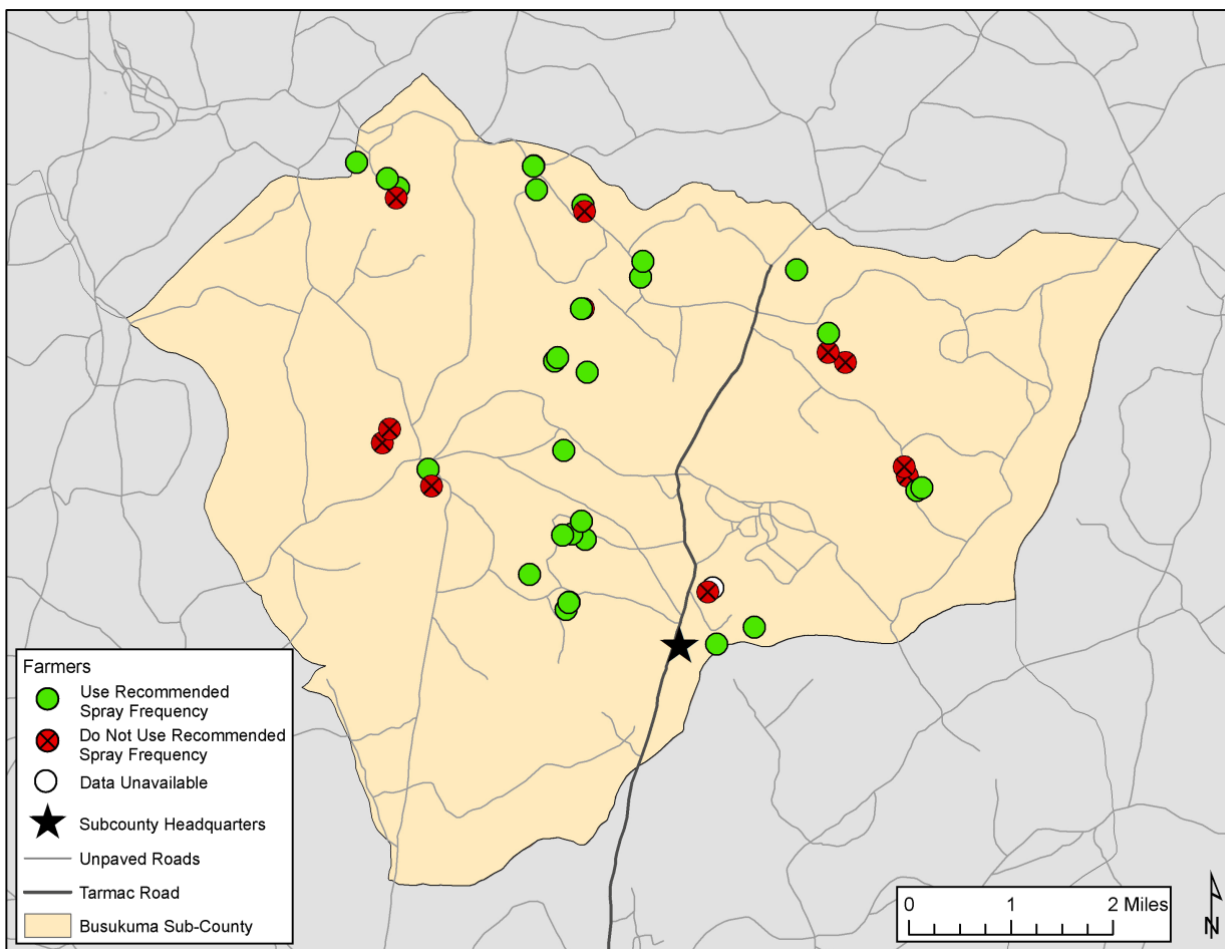 Farmers
Use Recommended
Spray Frequency
Do Not Use Recommended
Spray Frequency
Data Unavailable
Subcounty Headquarters
Unpaved Roads
Tarmac Road
Busukuma Sub-County
0 1 2 Miles
N